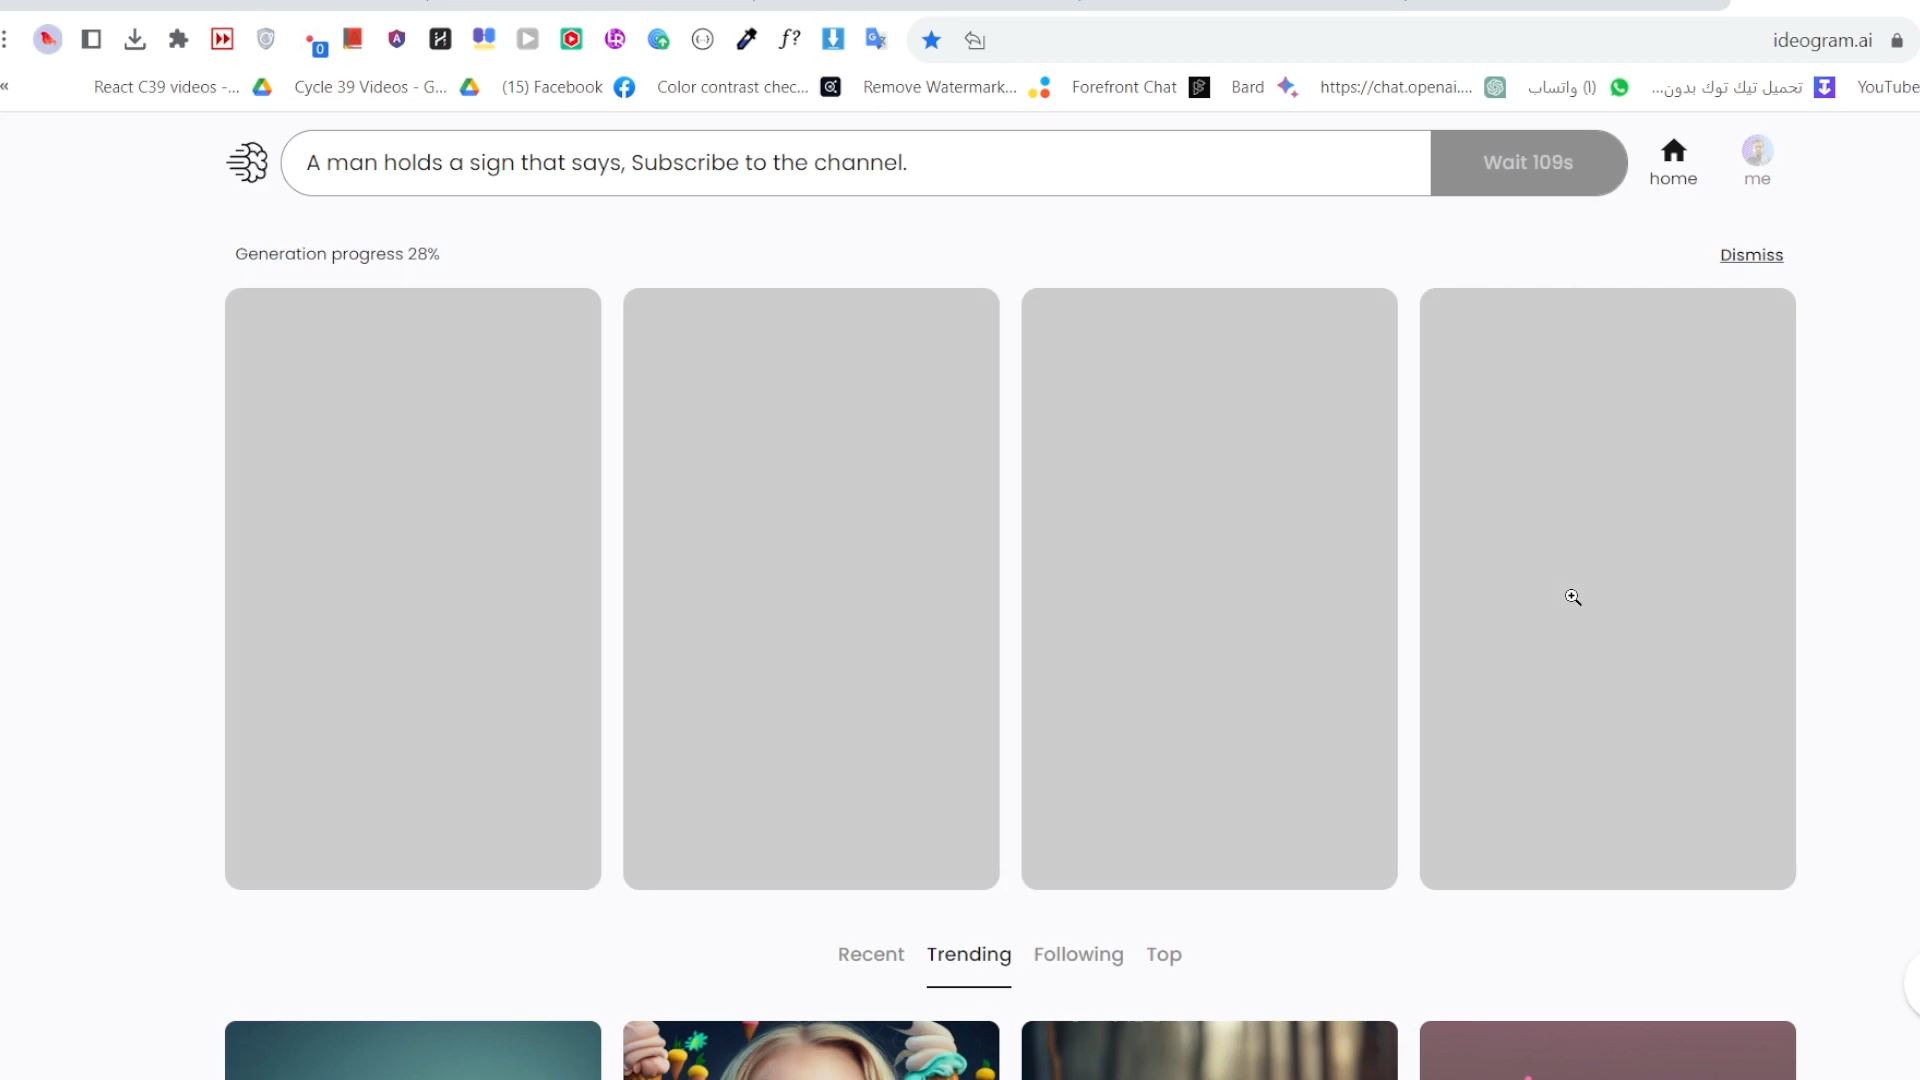 0
f?
ideogram.ai
React C39 videos -...
Cycle 39 Videos - G...
(15) Facebook
Color contrast chec...
Remove Watermark...
Forefront Chat
Bard
https://chat.openai....
(1) واتساب
تحميل تيك توك بدون...
YouTube
A man holds a sign that says, Subscribe to the channel.
Wait 109s
home
me
Generation progress 28%
Dismiss
Recent
Trending
Following
Top